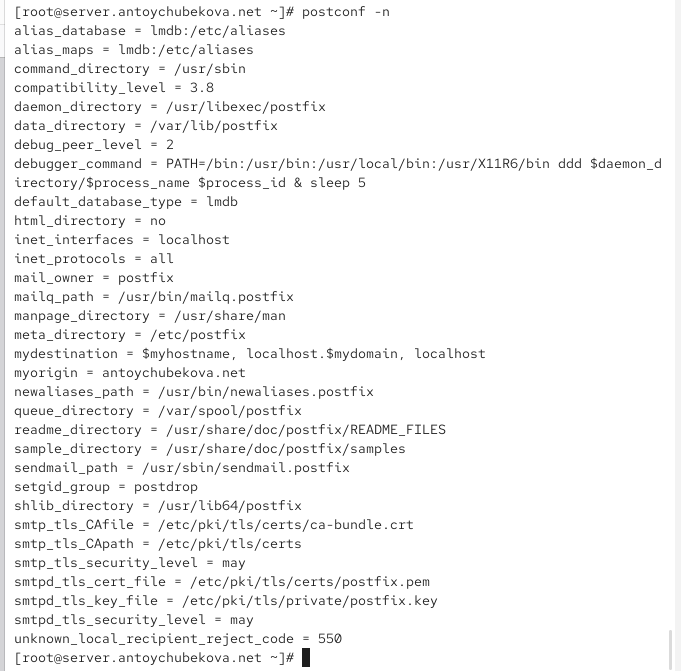 [root@server.antoychubekova.net ~]# postconf -n
alias_database = lmdb:/etc/aliases
alias_maps = lmdb:/etc/aliases
command_directory = /usr/sbin
compatibility_level = 3.8
daemon_directory = /usr/libexec/postfix
data_directory = /var/lib/postfix
debug_peer_level = 2
debugger_command = PATH=/bin:/usr/bin:/usr/local/bin:/usr/X11R6/bin ddd $daemon_d
irectory/$process_name $process_id & sleep 5
default_database_type = lmdb
html_directory = no
inet_interfaces = localhost
inet_protocols = all
mail_owner = postfix
mailq_path = /usr/bin/mailq.postfix
manpage_directory = /usr/share/man
meta_directory = /etc/postfix
mydestination = $myhostname, localhost.$mydomain, localhost
myorigin = antoychubekova.net
newaliases_path = /usr/bin/newaliases.postfix
queue_directory = /var/spool/postfix
readme_directory = /usr/share/doc/postfix/README_FILES
sample_directory = /usr/share/doc/postfix/samples
sendmail_path = /usr/sbin/sendmail.postfix
setgid_group = postdrop
shlib_directory = /usr/lib64/postfix
smtp_tls_CAfile = /etc/pki/tls/certs/ca-bundle.crt
smtp_tls_CApath = /etc/pki/tls/certs
smtp_tls_security_level = may
smtpd_tls_cert_file = /etc/pki/tls/certs/postfix.pem
smtpd_tls_key_file = /etc/pki/tls/private/postfix.key
smtpd_tls_security_level = may
unknown_local_recipient_reject_code = 550
[root@server.antoychubekova.net ~]#